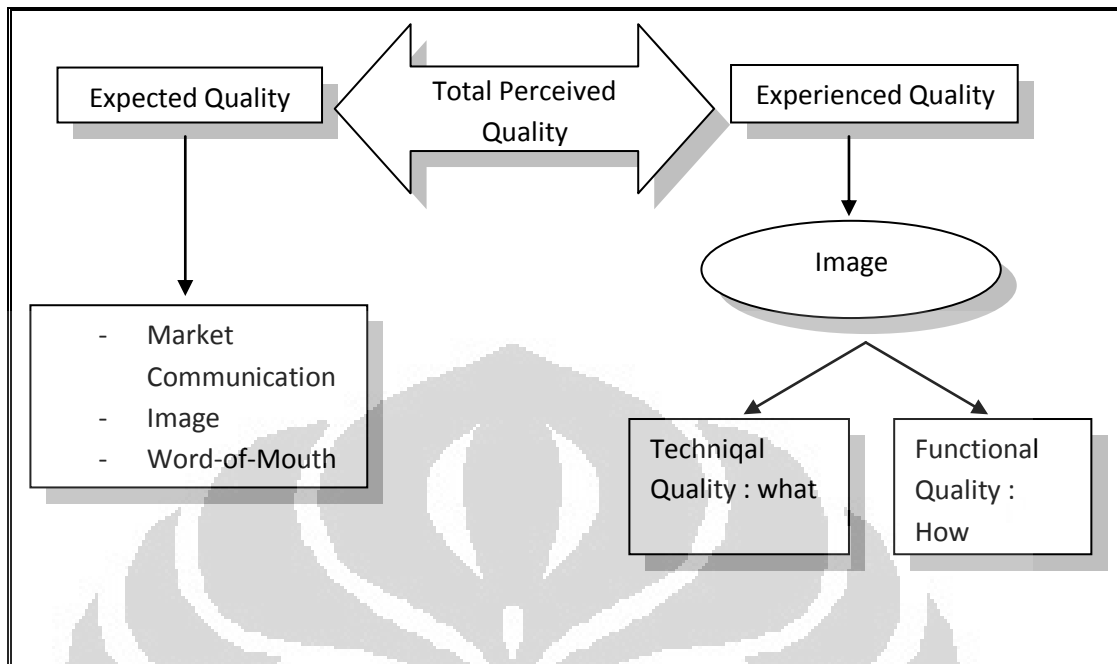 Expected Quality
Total Perceived
Quality
Experienced Quality
Image
- Market
Communication
- Image
- Word-of-Mouth
Techniqal
Quality : what
Functional
Quality :
How